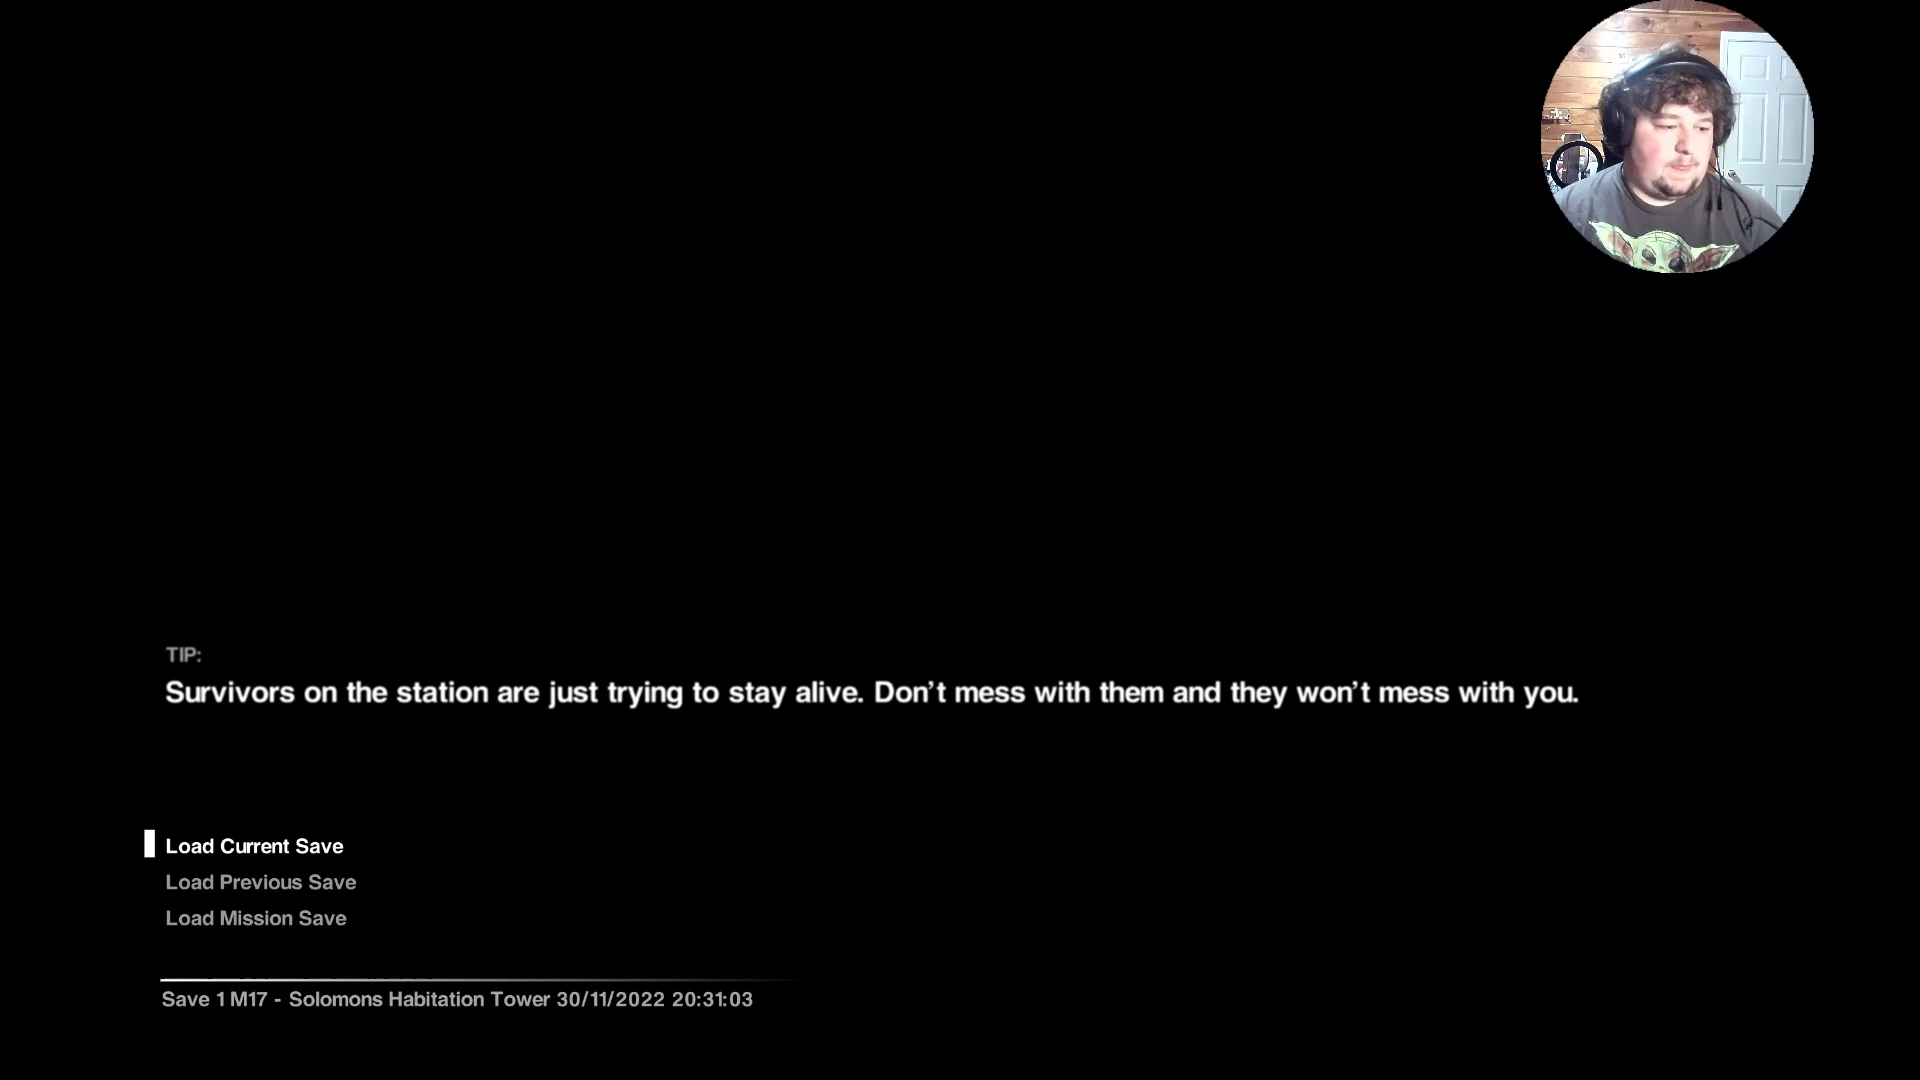 TIP:
Survivors on the station are just trying to stay alive. Don't mess with them and they won't mess with you.
Load Current Save
Load Previous Save
Load Mission Save
Save 1 M17 - Solomons Habitation Tower 30/11/2022 20:31:03